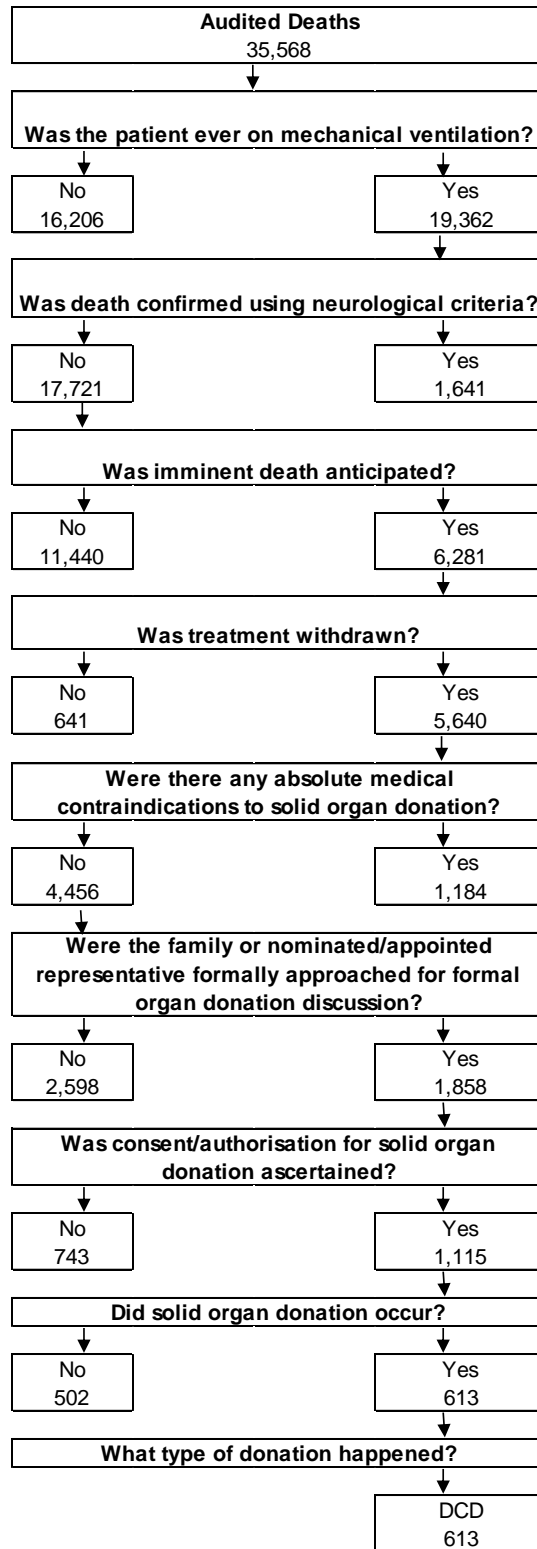 Audited Deaths
35,568
Was the patient ever on mechanical ventilation?
No Yes
16,206 19,362
Was death confirmed using neurological criteria?
No Yes
17,721 1,641
Was imminent death anticipated?
No Yes
11,440 6,281
Was treatment withdrawn?
No Yes
641 5,640
Were there any absolute medical
contraindications to solid organ donation?
No Yes
4,456 1,184
Were the family or nominated/appointed
representative formally approached for formal
organ donation discussion?
No Yes
2,598 1,858
Was consent/authorisation for solid organ
donation ascertained?
No Yes
743 1,115
Did solid organ donation occur?
No Yes
502 613
What type of donation happened?
DCD
613